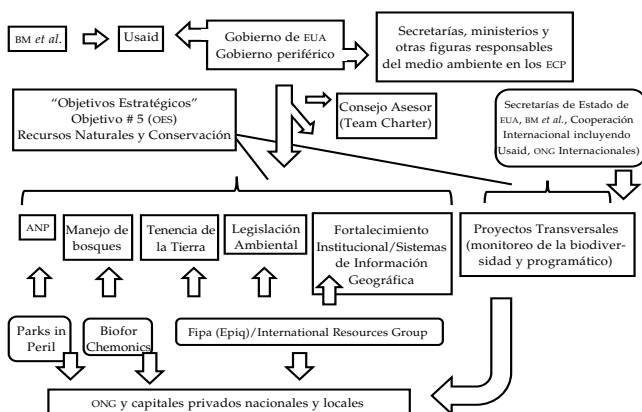 BM et al.
Usaid
Gobierno de EUA
Gobierno periférico
Secretarías, ministerios y
otras figuras responsables
del medio ambiente en los ECP
“Objetivos Estratégicos”
Objetivo # 5 (OES)
Recursos Naturales y Conservación
Consejo Asesor
(Team Charter)
Secretarías de Estado de
EUA, BM et al., Cooperación
Internacional incluyendo
(Usaid, ONG Internacionales)
ANP
Manejo de
bosques
Tenencia de
la Tierra
Legislación
Ambiental
Fortalecimiento
Institucional/Sistemas
de Información
Geográfica
Proyectos Transversales
(monitoreo de la biodiver-
sidad y programático)
Parks in
Peril
Biofor
Chemonics
Fipa (Epiq)/International Resources Group
ONG y capitales privados nacionales y locales